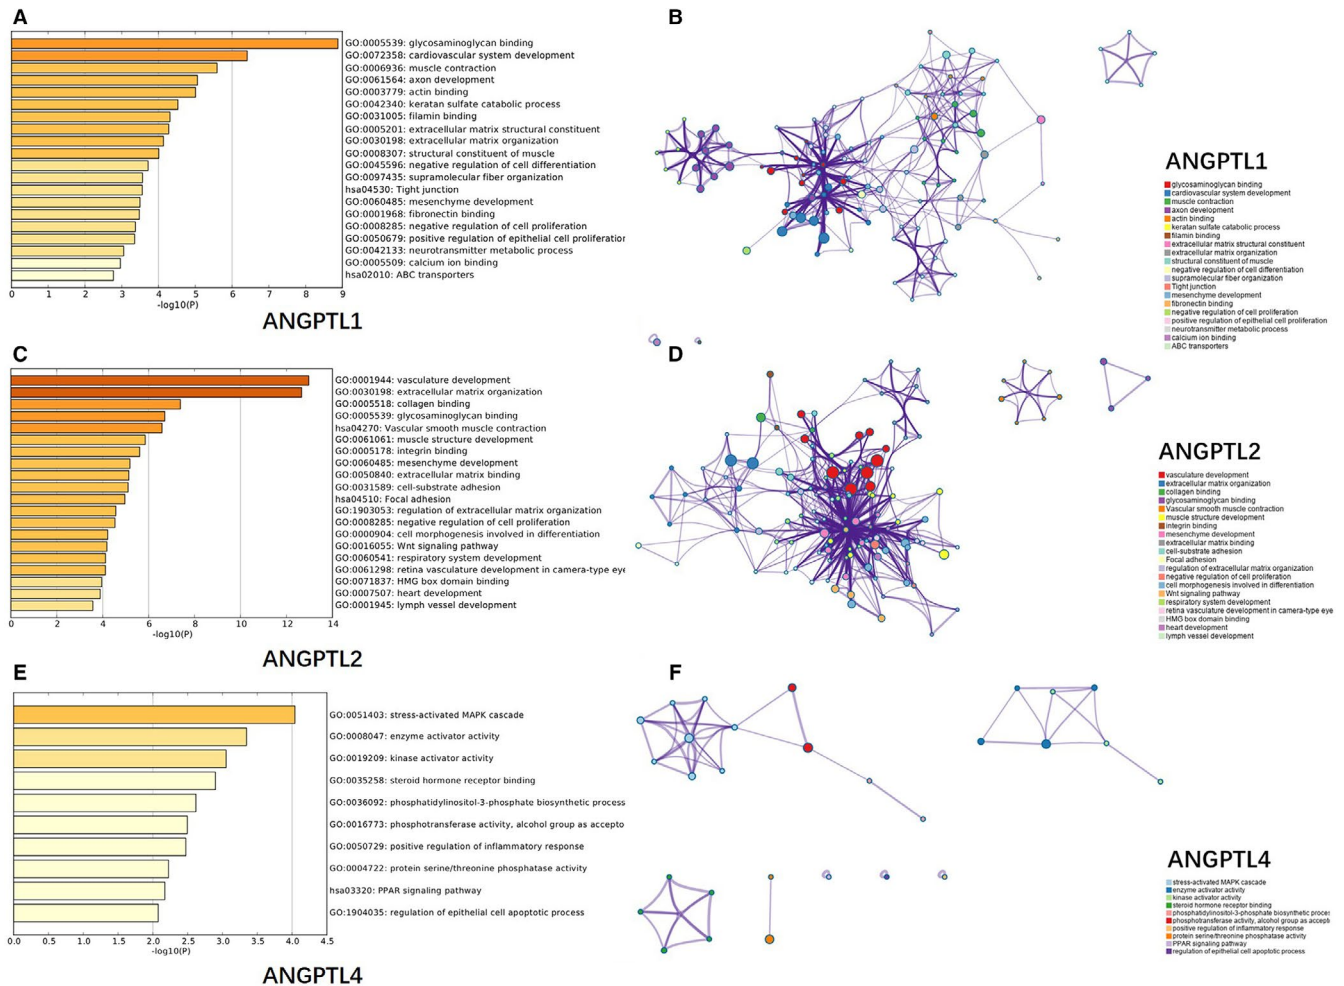 A
GO:0005539: glycosaminoglycan binding
GO:0072358: cardiovascular system development
GO:0006936: muscle contraction
GO:0061564: axon development
GO:0003779: actin binding
GO:0042340: keratan sulfate catabolic process
GO:0031005: filamin binding
GO:0005201: extracellular matrix structural constituent
GO:0030198: extracellular matrix organization
GO:0008307: structural constituent of muscle
GO:0045596: negative regulation of cell differentiation
GO:0097435: supramolecular fiber organization
hsa04530: Tight junction
GO:0060485: mesenchyme development
GO:0001968: fibronectin binding
GO:0008285: negative regulation of cell proliferation
GO:0050679: positive regulation of epithelial cell proliferation
GO:0042133: neurotransmitter metabolic process
GO:0005509: calcium ion binding
hsa02010: ABC transporters
0 1 2 3 4 5 6 7 8 9
-log10(P)
ANGPTL1
B
ANGPTL1
glycosaminoglycan binding
cardiovascular system development
muscle contraction
axon development
actin binding
keratan sulfate catabolic process
filamin binding
extracellular matrix structural constituent
extracellular matrix organization
structural constituent of muscle
negative regulation of cell differentiation
supramolecular fiber organization
Tight junction
mesenchyme development
fibronectin binding
negative regulation of cell proliferation
positive regulation of epithelial cell proliferation
neurotransmitter metabolic process
calcium ion binding
ABC transporters
C
GO:0001944: vasculature development
GO:0030198: extracellular matrix organization
GO:0005518: collagen binding
GO:0005539: glycosaminoglycan binding
hsa04270: Vascular smooth muscle contraction
GO:0061061: muscle structure development
GO:0005178: integrin binding
GO:0060485: mesenchyme development
GO:0050840: extracellular matrix binding
GO:0031589: cell-substrate adhesion
hsa04510: Focal adhesion
GO:1903053: regulation of extracellular matrix organization
GO:0008285: negative regulation of cell proliferation
GO:0000904: cell morphogenesis involved in differentiation
GO:0016055: Wnt signaling pathway
GO:0060541: respiratory system development
GO:0061298: retina vasculature development in camera-type eye
GO:0071837: HMG box domain binding
GO:0007507: heart development
GO:0001945: lymph vessel development
0 2 4 6 8 10 12 14
-log10(P)
ANGPTL2
D
ANGPTL2
vasculature development
extracellular matrix organization
collagen binding
glycosaminoglycan binding
Vascular smooth muscle contraction
muscle structure development
integrin binding
mesenchyme development
extracellular matrix binding
cell-substrate adhesion
Focal adhesion
regulation of extracellular matrix organization
negative regulation of cell proliferation
cell morphogenesis involved in differentiation
Wnt signaling pathway
respiratory system development
retina vasculature development in camera-type eye
HMG box domain binding
heart development
lymph vessel development
E
GO:0051403: stress-activated MAPK cascade
GO:0008047: enzyme activator activity
GO:0019209: kinase activator activity
GO:0035258: steroid hormone receptor binding
GO:0036092: phosphatidylinositol-3-phosphate biosynthetic process
GO:0016773: phosphotransferase activity, alcohol group as accepto
GO:0050729: positive regulation of inflammatory response
GO:0004722: protein serine/threonine phosphatase activity
hsa03320: PPAR signaling pathway
GO:1904035: regulation of epithelial cell apoptotic process
0.0 0.5 1.0 1.5 2.0 2.5 3.0 3.5 4.0 4.5
-log10(P)
ANGPTL4
F
ANGPTL4
stress-activated MAPK cascade
enzyme activator activity
kinase activator activity
steroid hormone receptor binding
phosphatidylinositol-3-phosphate biosynthetic proces
phosphotransferase activity, alcohol group as accepto
positive regulation of inflammatory response
protein serine/threonine phosphatase activity
PPAR signaling pathway
regulation of epithelial cell apoptotic process